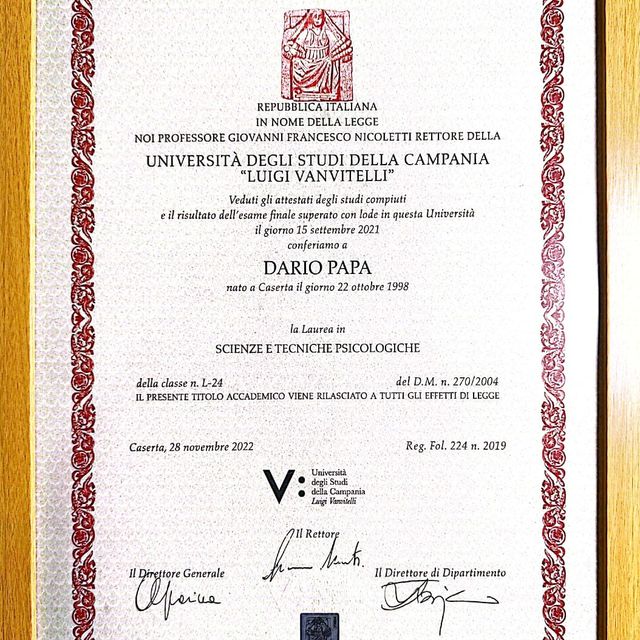 REPUBBLICA ITALIANA
IN NOME DELLA LEGGE
NOI PROFESSORE GIOVANNI FRANCESCO NICOLETTI RETTORE DELLA
UNIVERSITÀ DEGLI STUDI DELLA CAMPANIA
“LUIGI VANVITELLI”
Veduti gli attestati degli studi compiuti
e il risultato dell'esame finale superato con lode in questa Università
il giorno 15 settembre 2021
conferiamo a
DARIO PAPA
nato a Caserta il giorno 22 ottobre 1998
la Laurea in
SCIENZE E TECNICHE PSICOLOGICHE
della classe n. L-24 del D.M. n. 270/2004
IL PRESENTE TITOLO ACCADEMICO VIENE RILASCIATO A TUTTI GLI EFFETTI DI LEGGE
Caserta, 28 novembre 2022 Reg. Fol. 224 n. 2019
V:
Università
degli Studi
della Campania
Luigi Vanvitelli
Il Rettore
Il Direttore Generale Il Direttore di Dipartimento